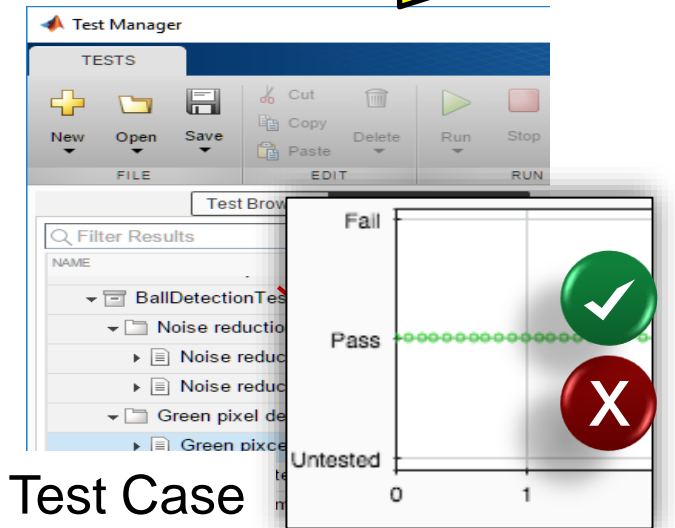 Test Manager
TESTS
New Open Save Cut Copy Paste Delete Run Stop
FILE EDIT RUN
Test Brow
Filter Results
NAME
BallDetectionTes
Noise reductio
Noise reduc
Noise reduc
Green pixel de
Green pixce
Fail
Pass
Untested
0 1
X
Test Case